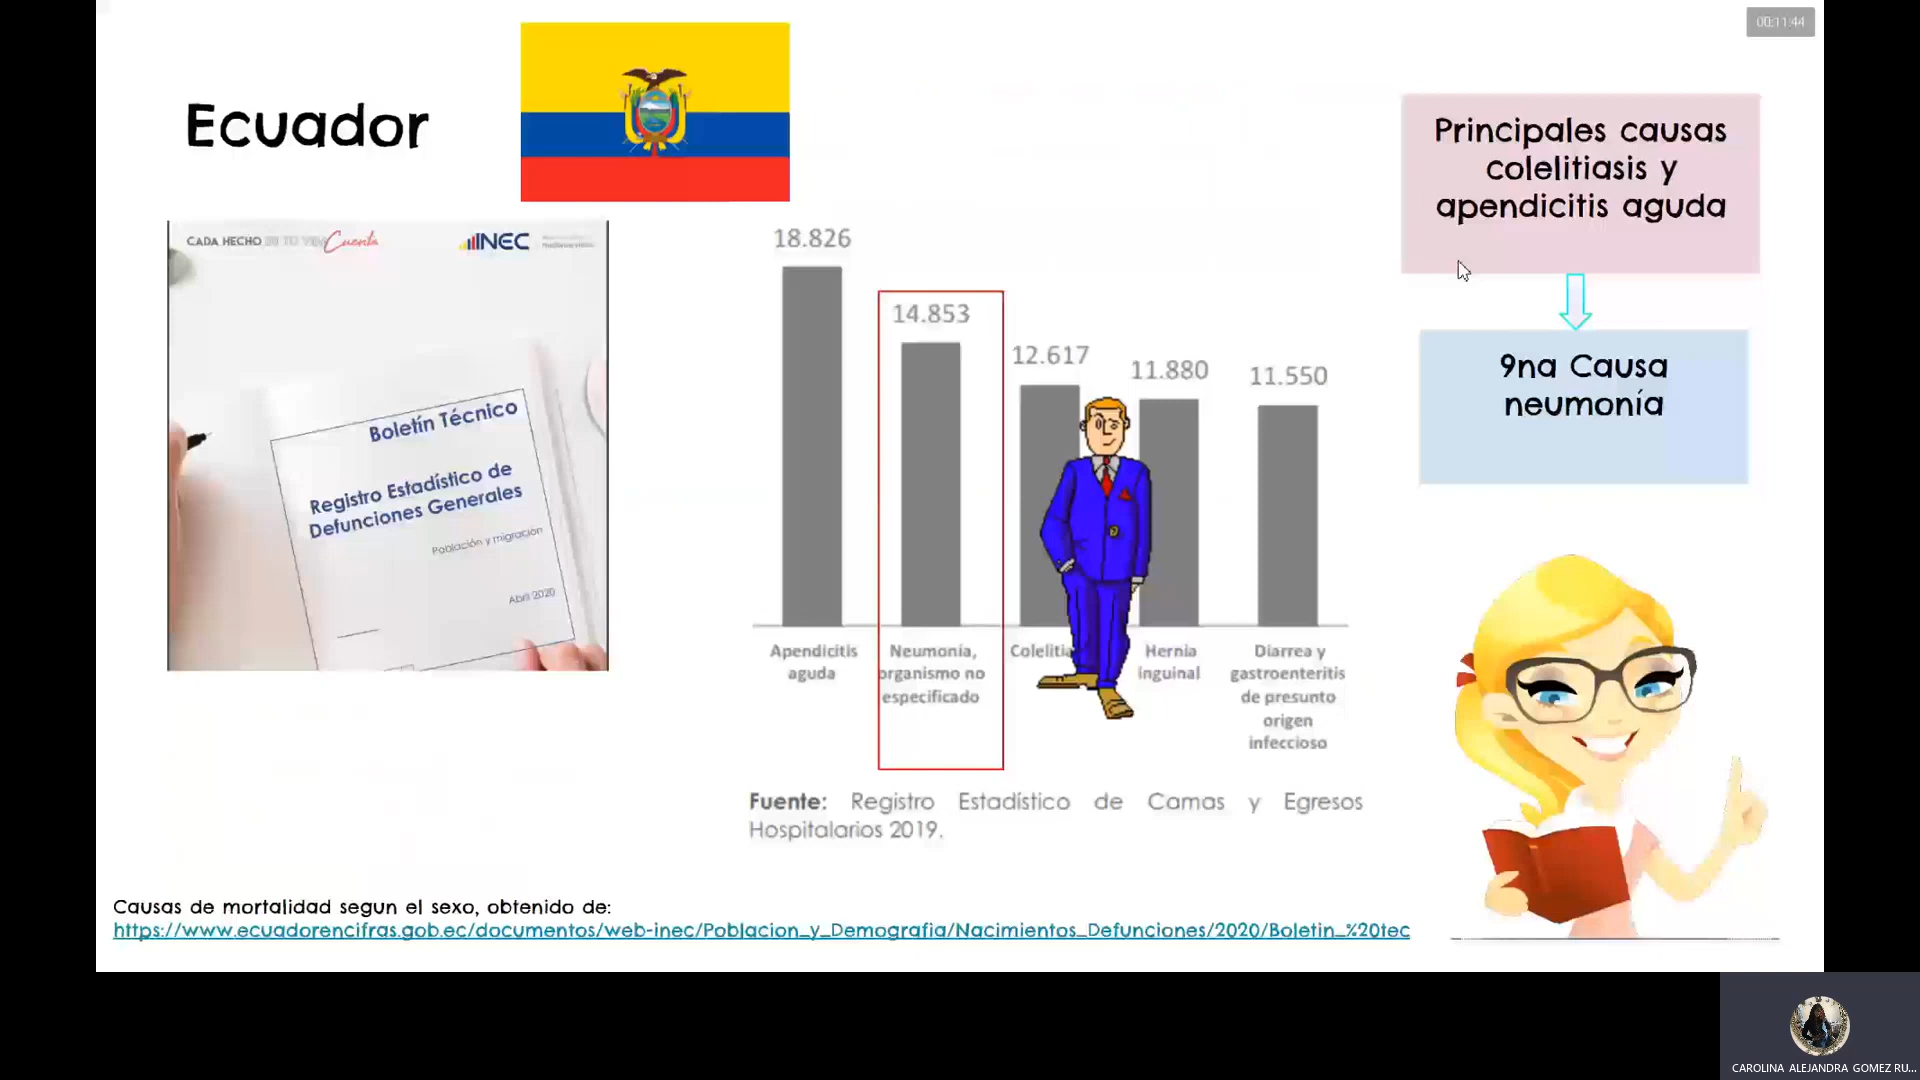 00:11:44
Ecuador
CADA HECHO DE TU VIDA Cuenta
INEC
Boletín Técnico
Registro Estadístico de
Defunciones Generales
Población y migración
Abril 2020
18.826
14.853
12.617
11.880
11.550
Apendicitis
aguda
Neumonía,
organismo no
especificado
Colelitia
Hernia
inguinal
Diarrea y
gastroenteritis
de presunto
origen
infeccioso
Fuente: Registro Estadístico de Camas y Egresos
Hospitalarios 2019.
Principales causas
colelitiasis y
apendicitis aguda
9na Causa
neumonía
Causas de mortalidad segun el sexo, obtenido de:
https://www.ecuadorencifras.gob.ec/documentos/web-inec/Poblacion_y_Demografia/Nacimientos_Defunciones/2020/Boletin_%20tec
CAROLINA ALEJANDRA GOMEZ RU...